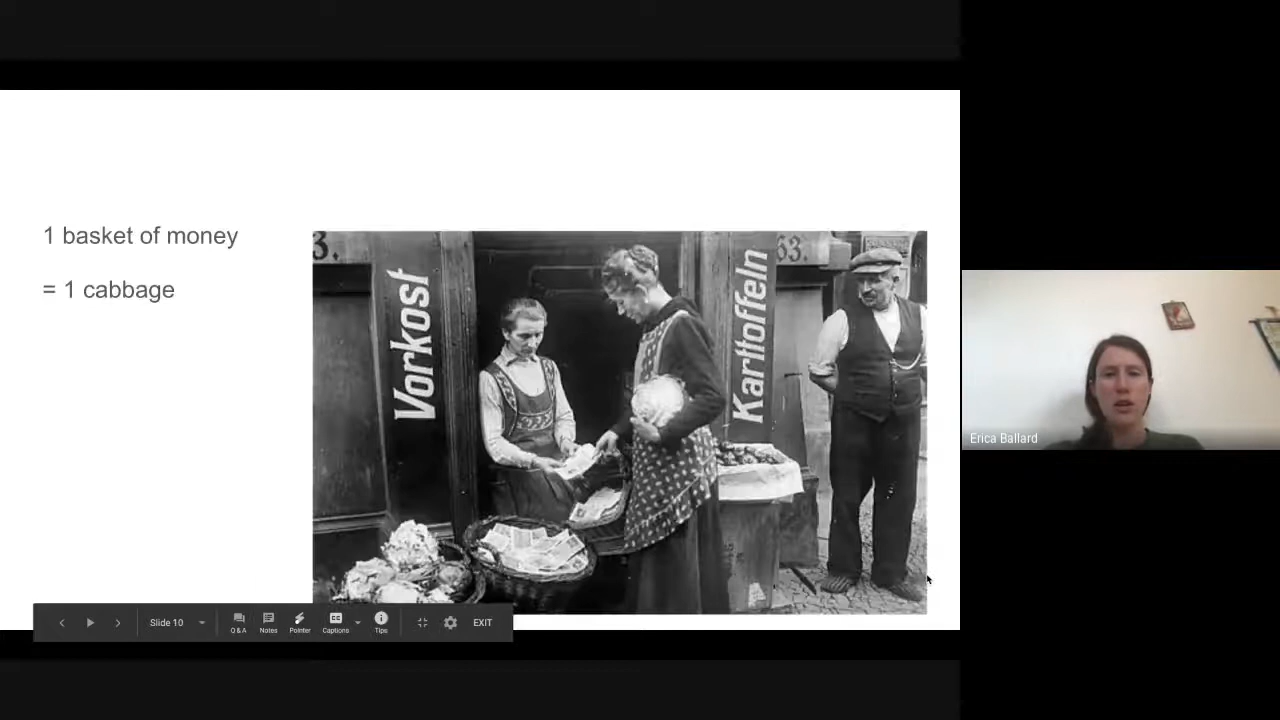 1 basket of money
= 1 cabbage
3.
Vorkost
Kartoffeln
63.
Erica Ballard
Slide 10
Q & A
Notes
Pointer
CC
Captions
Tips
EXIT